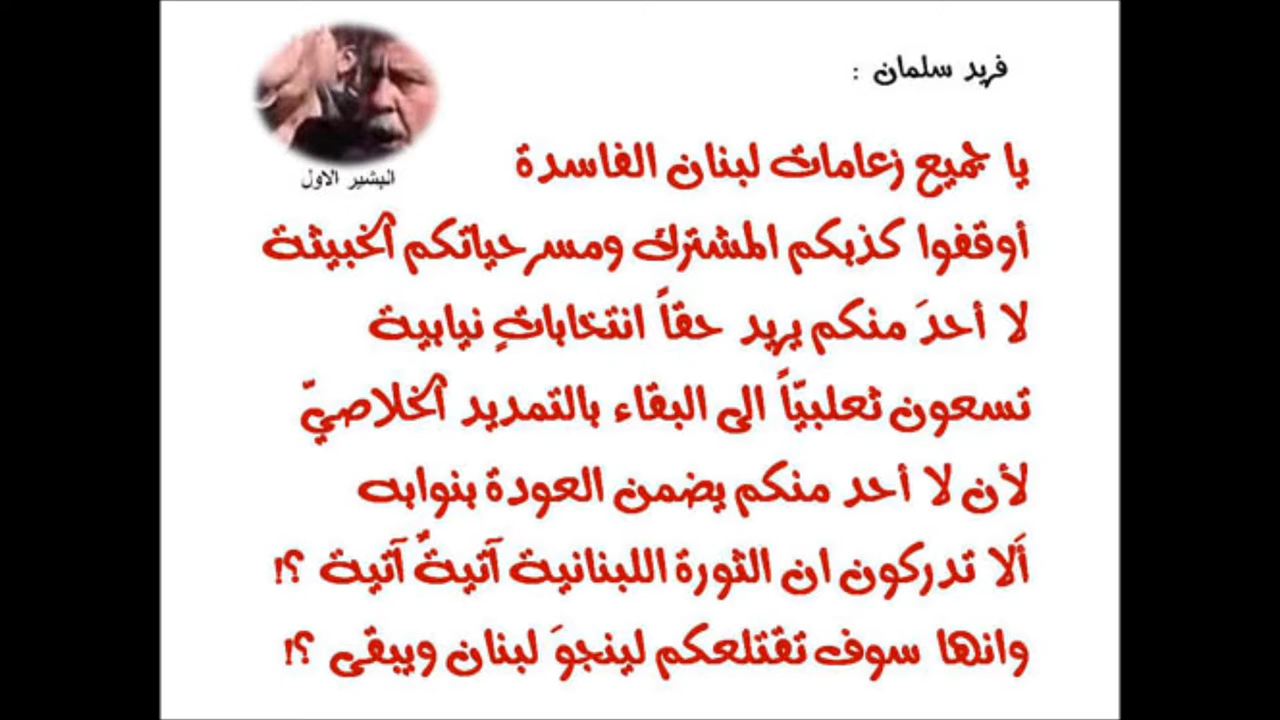 فريد سلمان :
البشير الاول
يا جميع زعامات لبنان الفاسدة
أوقفوا كذبكم المشترك ومسرحياتكم الخبيثة
لا أحدَ منكم يريد حقاً انتخاباتٍ نيابية
تسعون ثعلبيّاً الى البقاء بالتمديد الخلاصيّ
لأن لا أحد منكم يضمن العودة بنوابه
ألا تدركون ان الثورة اللبنانية آتيةٌ آتية ؟!
وانها سوف تقتلعكم لينجوَ لبنان ويبقى ؟!